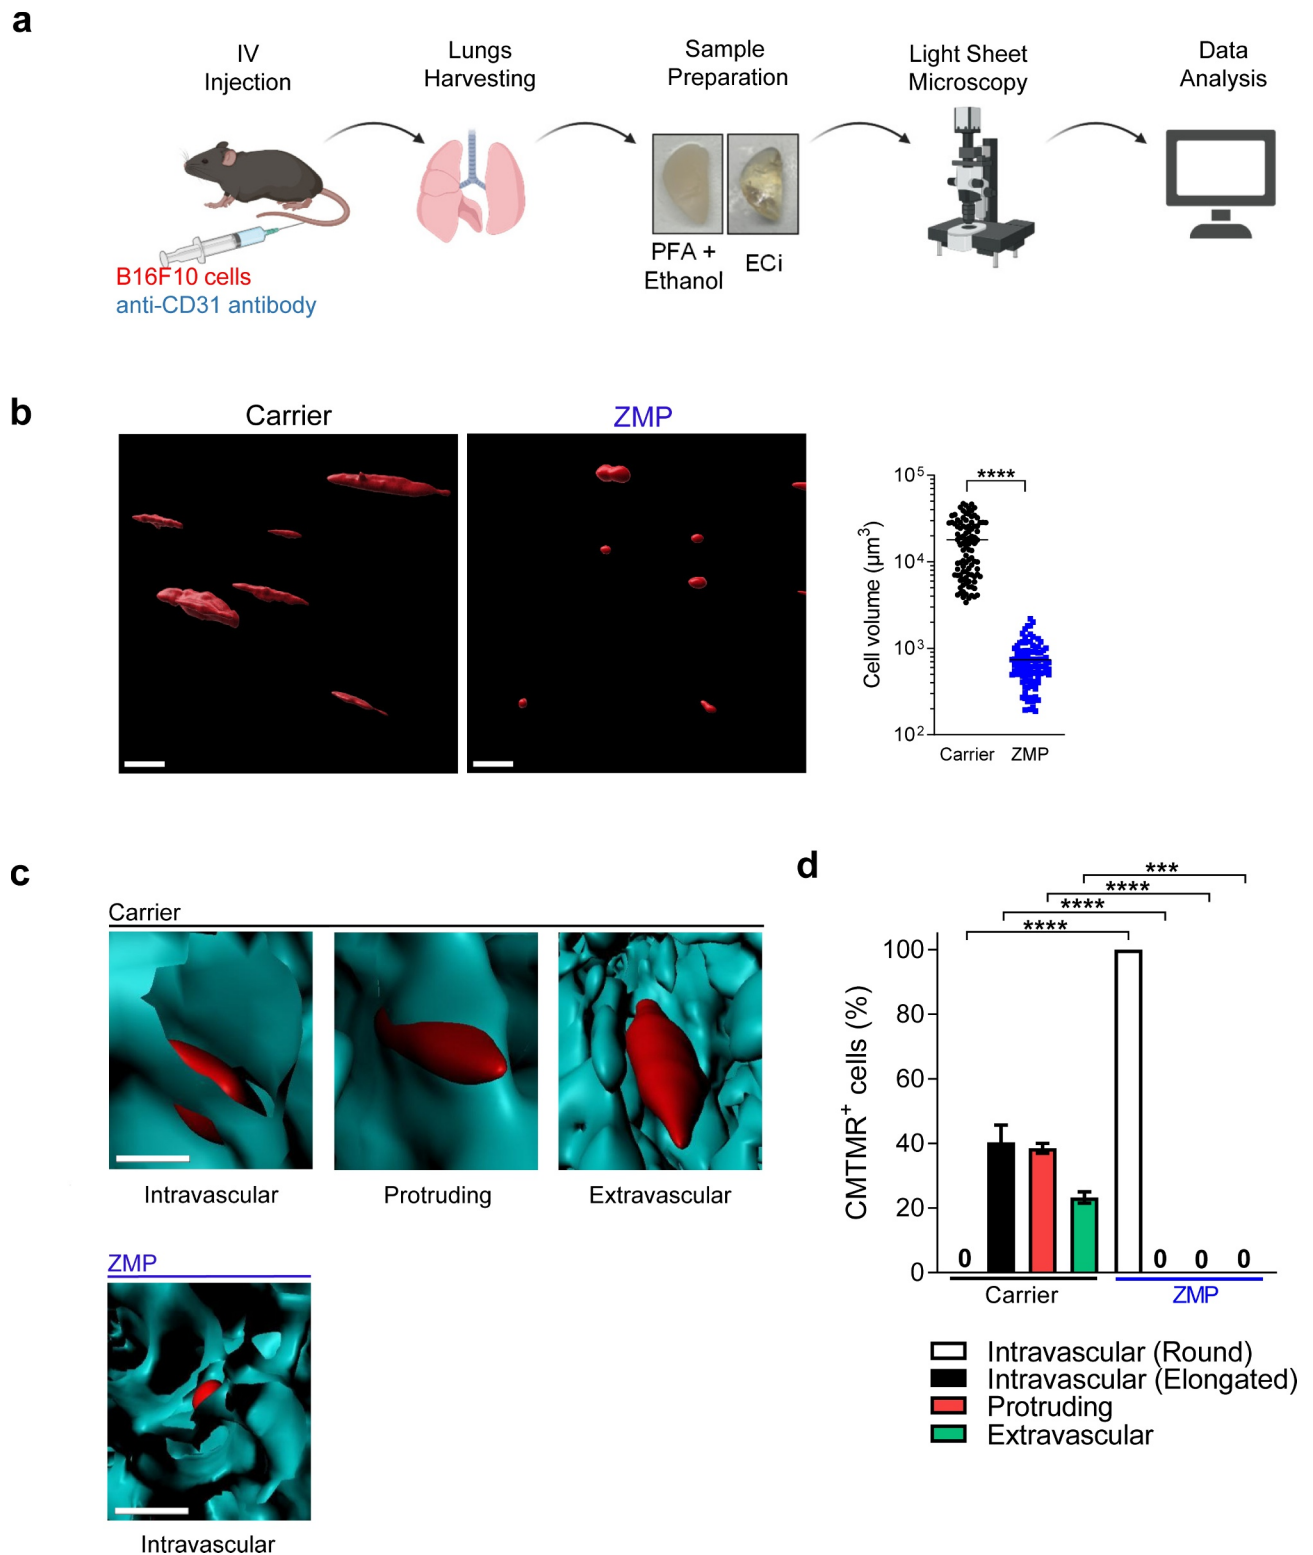 a
IV
Injection
Lungs
Harvesting
Sample
Preparation
Light Sheet
Microscopy
Data
Analysis
PFA +
Ethanol
ECi
B16F10 cells
anti-CD31 antibody
b
Carrier
ZMP
****
Cell volume (µm³)
10⁵
10⁴
10³
10²
Carrier
ZMP
c
Carrier
Intravascular
Protruding
Extravascular
ZMP
Intravascular
d
***
****
****
****
CMTMR⁺ cells (%)
100
80
60
40
20
0
0
0
0
0
Carrier
ZMP
Intravascular (Round)
Intravascular (Elongated)
Protruding
Extravascular